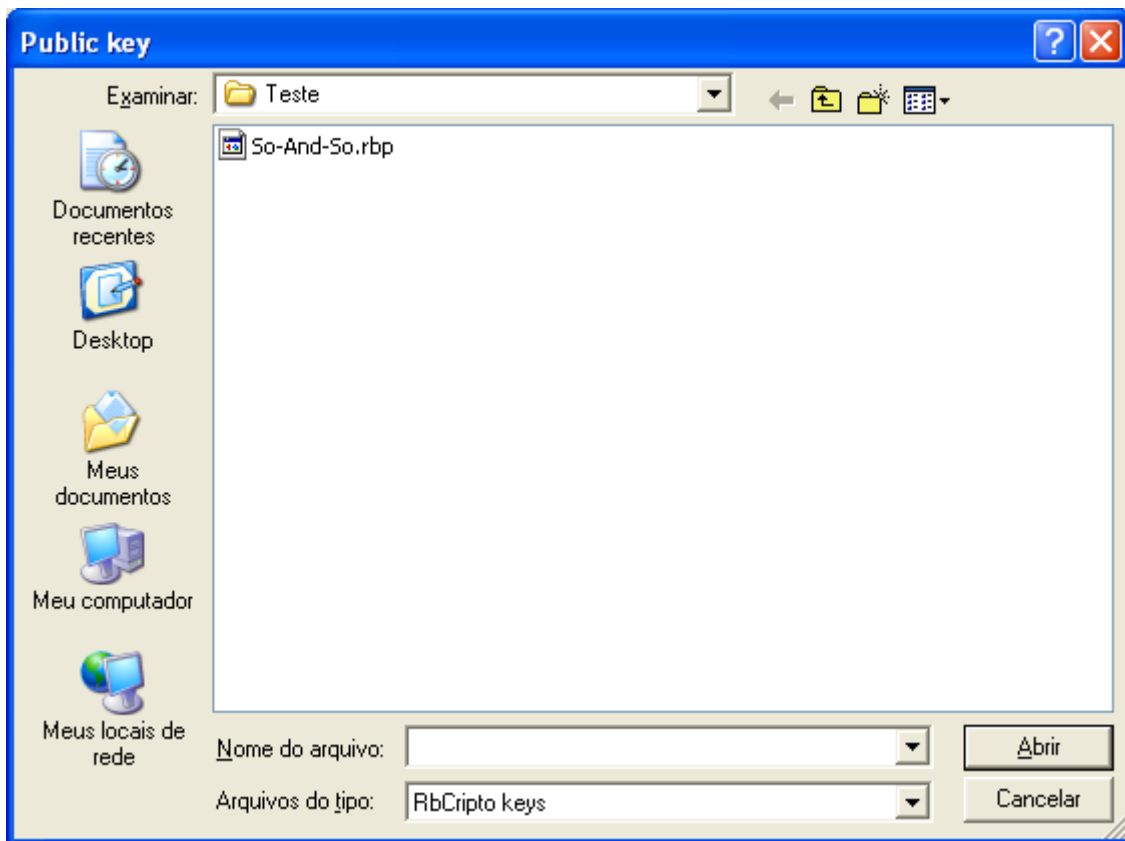 Public key
Examinar:
Teste
So-And-So.rbp
Documentos
recentes
Desktop
Meus
documentos
Meu computador
Meus locais de
rede
Nome do arquivo:
Abrir
Arquivos do tipo:
RbCripto keys
Cancelar